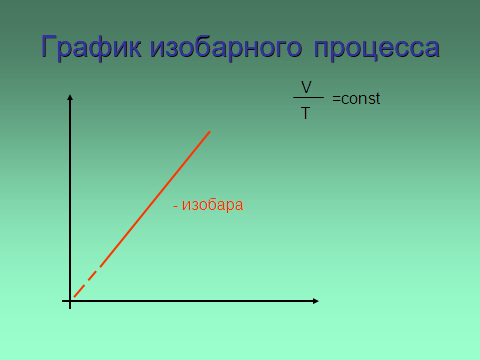 График изобарного процесса
V
T
=const
- изобара